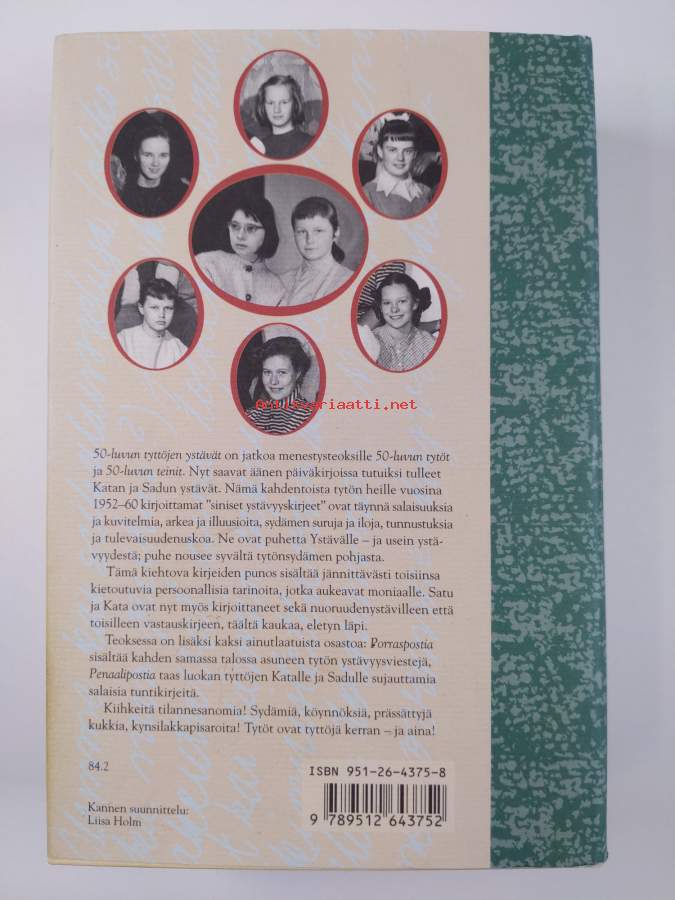 antikvariaatti.net
50-luvun tyttöjen ystävät on jatkoa menestysteoksille 50-luvun tytöt
ja 50-luvun teinit. Nyt saavat äänen päiväkirjoissa tutuiksi tulleet
Katan ja Sadun ystävät. Nämä kahdentoista tytön heille vuosina
1952–60 kirjoittamat ”siniset ystävyyskirjeet” ovat täynnä salaisuuksia
ja kuvitelmia, arkea ja illuusioita, sydämen suruja ja iloja, tunnustuksia
ja tulevaisuudenuskoa. Ne ovat puhetta Ystävälle – ja usein ystä-
vyydestä; puhe nousee syvältä tytönsydämen pohjasta.
Tämä kiehtova kirjeiden punos sisältää jännittävästi toisiinsa
kietoutuvia persoonallisia tarinoita, jotka aukeavat moniaalle. Satu
ja Kata ovat nyt myös kirjoittaneet sekä nuoruudenystävilleen että
toisilleen vastauskirjeen, täältä kaukaa, eletyn läpi.
Teoksessa on lisäksi kaksi ainutlaatuista osastoa: Porraspostia
sisältää kahden samassa talossa asuneen tytön ystävyysviestejä,
Penaalipostia taas luokan tyttöjen Katalle ja Sadulle sujauttamia
salaisia tuntikirjeitä.
Kiihkeitä tilannesanomia! Sydämiä, köynnöksiä, prässättyjä
kukkia, kynsilakkapisaroita! Tytöt ovat tyttöjä kerran – ja aina!
84.2
ISBN 951-26-4375-8
9 789512 643752
Kannen suunnittelu:
Liisa Holm